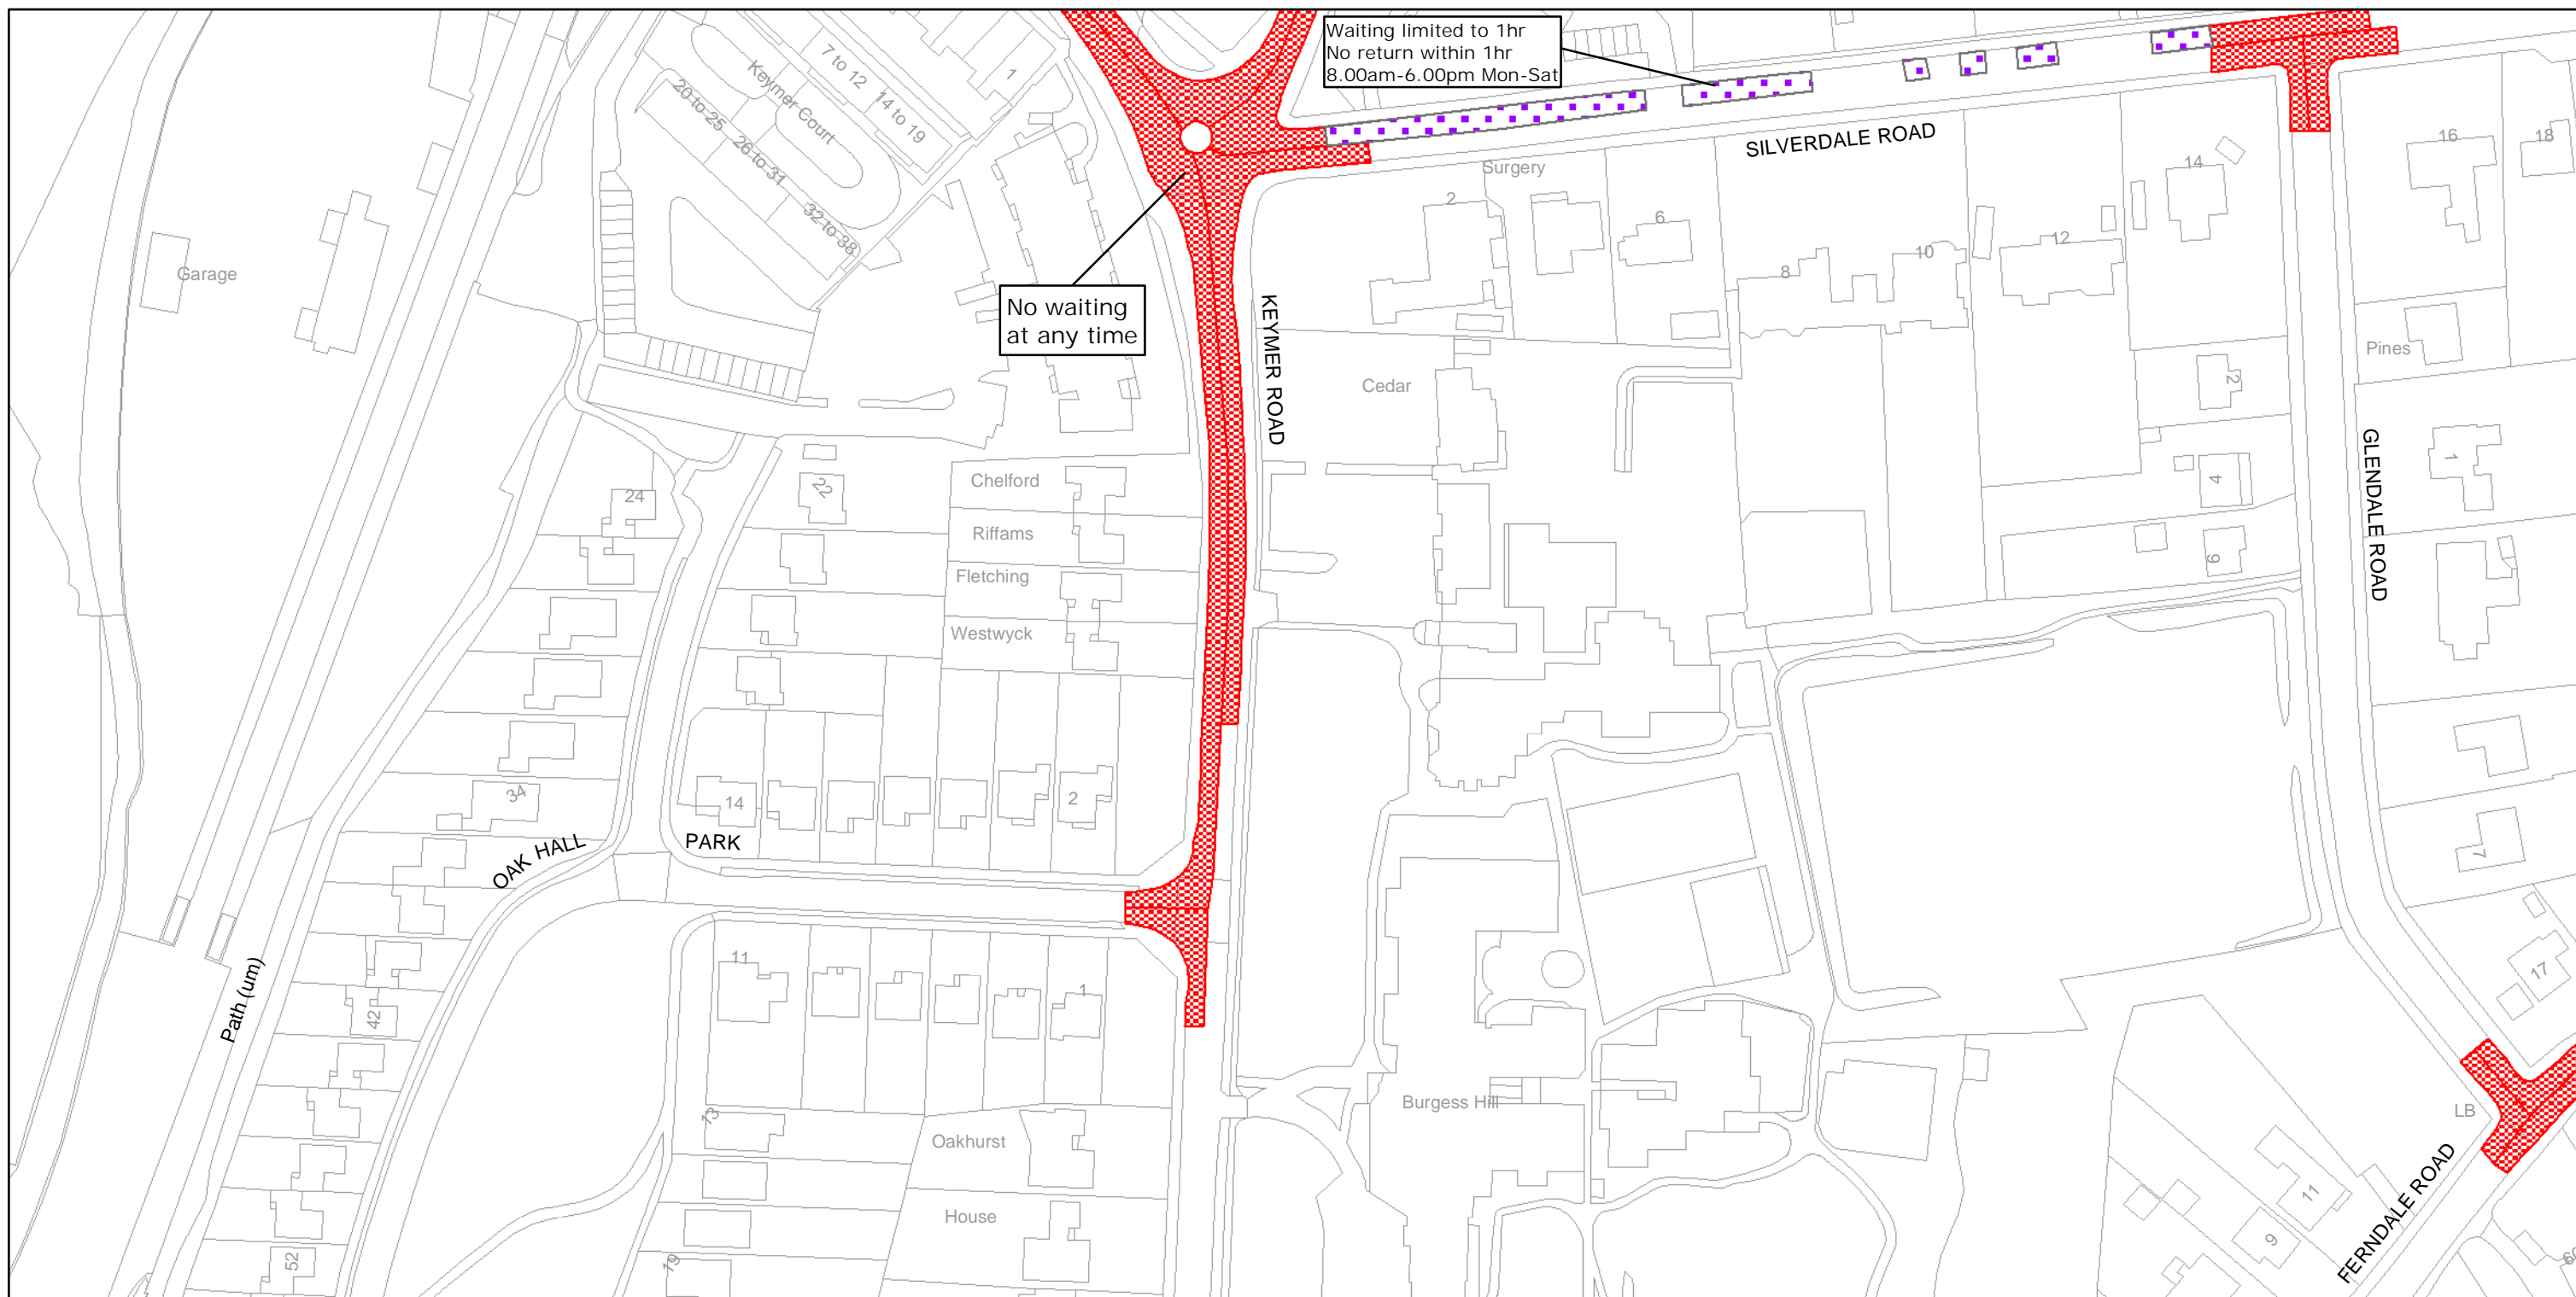 Waiting limited to 1hr
No return within 1hr
8.00am-6.00pm Mon-Sat
No waiting
at any time
7 to 12
14 to 19
1
Keymer Court
20 to 25
26 to 31
32 to 38
Garage
SILVERDALE ROAD
Surgery
2
6
8
10
12
14
16
18
KEYMER ROAD
Cedar
Pines
2
4
6
1
GLENDALE ROAD
7
17
24
22
Chelford
Riffams
Fletching
Westwyck
34
14
2
OAK HALL
PARK
11
1
42
Path (um)
13
Oakhurst
House
19
52
Burgess Hill
LB
FERNDALE ROAD
11
9